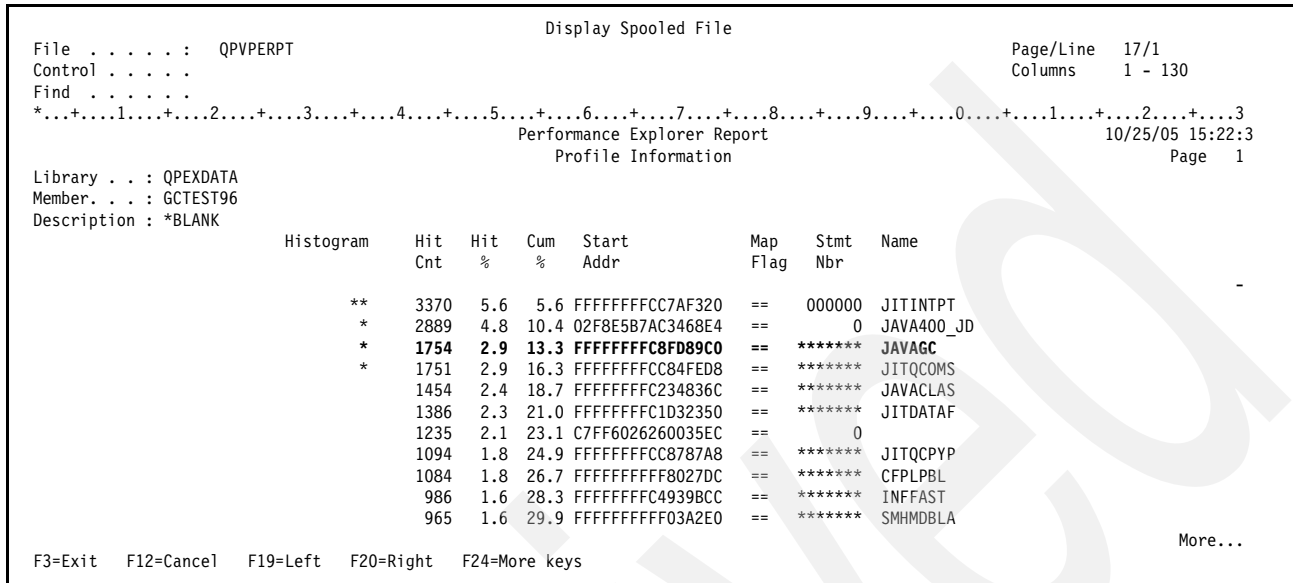 Display Spooled File
File . . . . . : QPVPERPT Page/Line 17/1
Control . . . . . Columns 1 - 130
Find . . . . . .
*...+....1....+....2....+....3....+....4....+....5....+....6....+....7....+....8....+....9....+....0....+....1....+....2....+....3
Performance Explorer Report 10/25/05 15:22:3
Profile Information Page 1
Library . . : QPEXDATA
Member. . . : GCTEST96
Description : *BLANK
Histogram Hit Hit Cum Start Map Stmt Name
Cnt % % Addr Flag Nbr
-
** 3370 5.6 5.6 FFFFFFFFCC7AF320 == 000000 JITINTPT
* 2889 4.8 10.4 02F8E5B7AC3468E4 == 0 JAVA400_JD
* 1754 2.9 13.3 FFFFFFFFC8FD89C0 == ******* JAVAGC
* 1751 2.9 16.3 FFFFFFFFCC84FED8 == ******* JITQCOMS
1454 2.4 18.7 FFFFFFFFC234836C == ******* JAVACLAS
1386 2.3 21.0 FFFFFFFFC1D32350 == ******* JITDATAF
1235 2.1 23.1 C7FF6026260035EC == 0
1094 1.8 24.9 FFFFFFFFCC8787A8 == ******* JITQCPYP
1084 1.8 26.7 FFFFFFFFFF8027DC == ******* CFPLPBL
986 1.6 28.3 FFFFFFFFC4939BCC == ******* INFFAST
965 1.6 29.9 FFFFFFFFFF03A2E0 == ******* SMHMDBLA
More...
F3=Exit F12=Cancel F19=Left F20=Right F24=More keys